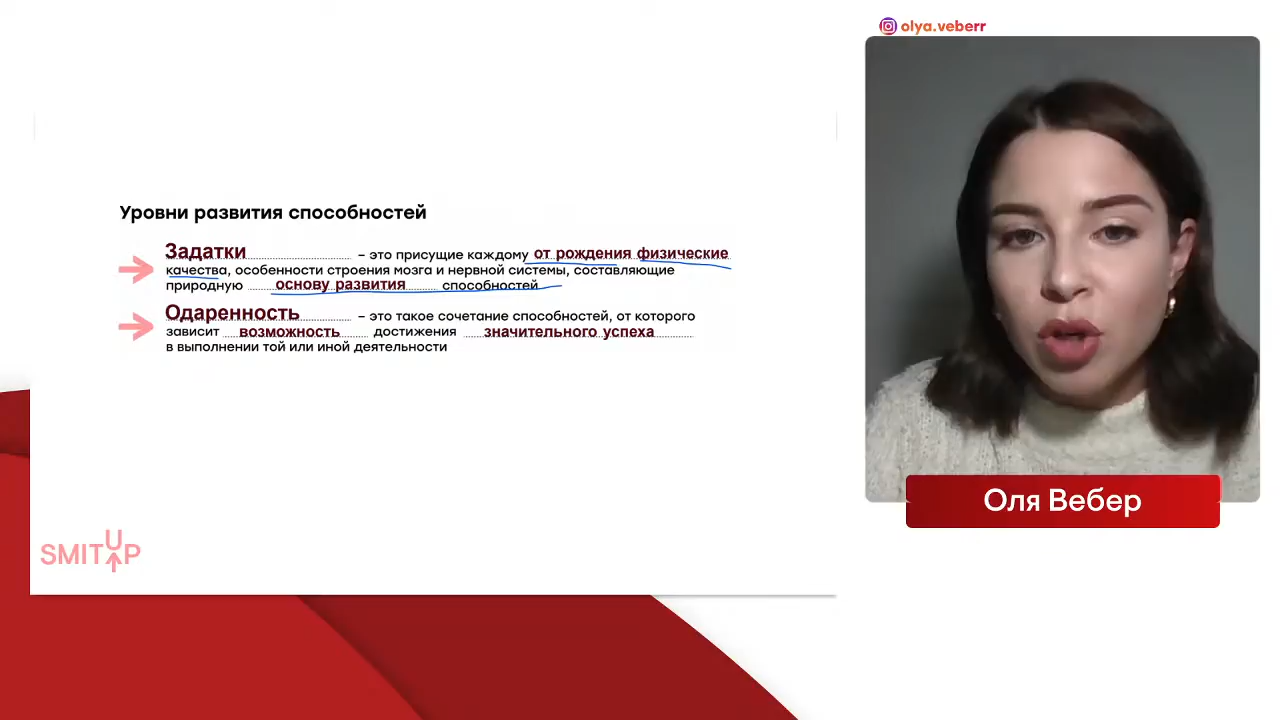 olya.veberr
Уровни развития способностей
Задатки – это присущие каждому от рождения физические
качества, особенности строения мозга и нервной системы, составляющие
природную основу развития способностей
Одаренность – это такое сочетание способностей, от которого
зависит возможность достижения значительного успеха
в выполнении той или иной деятельности
Оля Вебер
SMITUP